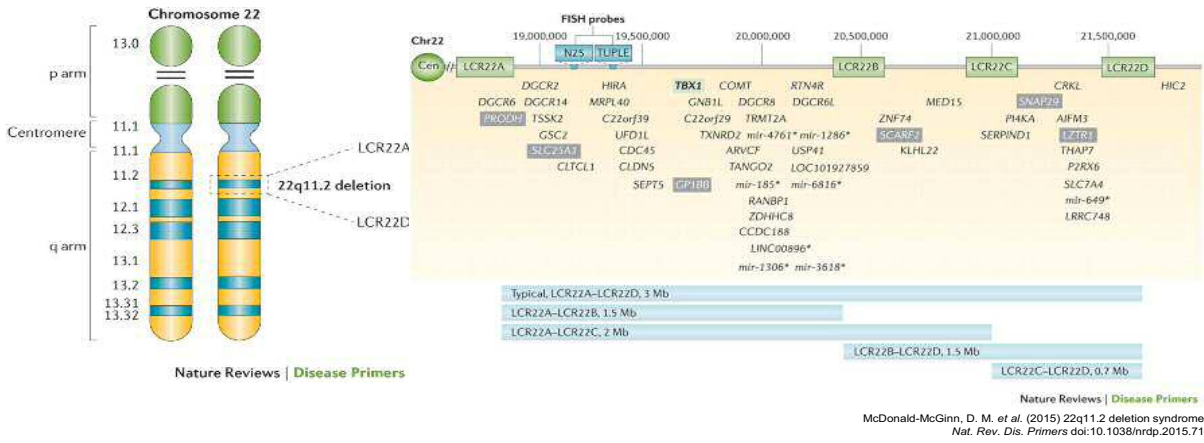 Chromosome 22
13.0
p arm
Centromere
11.1
11.1
11.2
12.1
12.3
q arm
13.1
13.2
13.31
13.32
LCR22A
22q11.2 deletion
LCR22D
Nature Reviews | Disease Primers
FISH probes
Chr22
19,000,000 19,500,000 20,000,000 20,500,000 21,000,000 21,500,000
N25 TUPLE
Cen LCR22A LCR22B LCR22C LCR22D
DGCR2 HIRA TBX1 COMT RTN4R CRKL HIC2
DGCR6 DGCR14 MRPL40 GNB1L DGCR8 DGCR6L MED15 SNAP29
PRODH TSSK2 C22orf39 C22orf29 TRMT2A ZNF74 PI4KA AIFM3
GSC2 UFD1L TXNRD2 mir-4761* mir-1286* SCARF2 SERPIND1 LZTR1
SLC25A1 CDC45 ARVCF USP41 KLHL22 THAP7
CLTCL1 CLDN5 TANGO2 LOC101927859 P2RX6
SEPT5 GP1BB mir-185* mir-6816* SLC7A4
RANBP1 mir-649*
ZDHHC8 LRRC748
CCDC188
LINC00896*
mir-1306* mir-3618*
Typical, LCR22A–LCR22D, 3 Mb
LCR22A–LCR22B, 1.5 Mb
LCR22A–LCR22C, 2 Mb
LCR22B–LCR22D, 1.5 Mb
LCR22C–LCR22D, 0.7 Mb
Nature Reviews | Disease Primers
McDonald-McGinn, D. M. et al. (2015) 22q11.2 deletion syndrome
Nat. Rev. Dis. Primers doi:10.1038/nrdp.2015.71